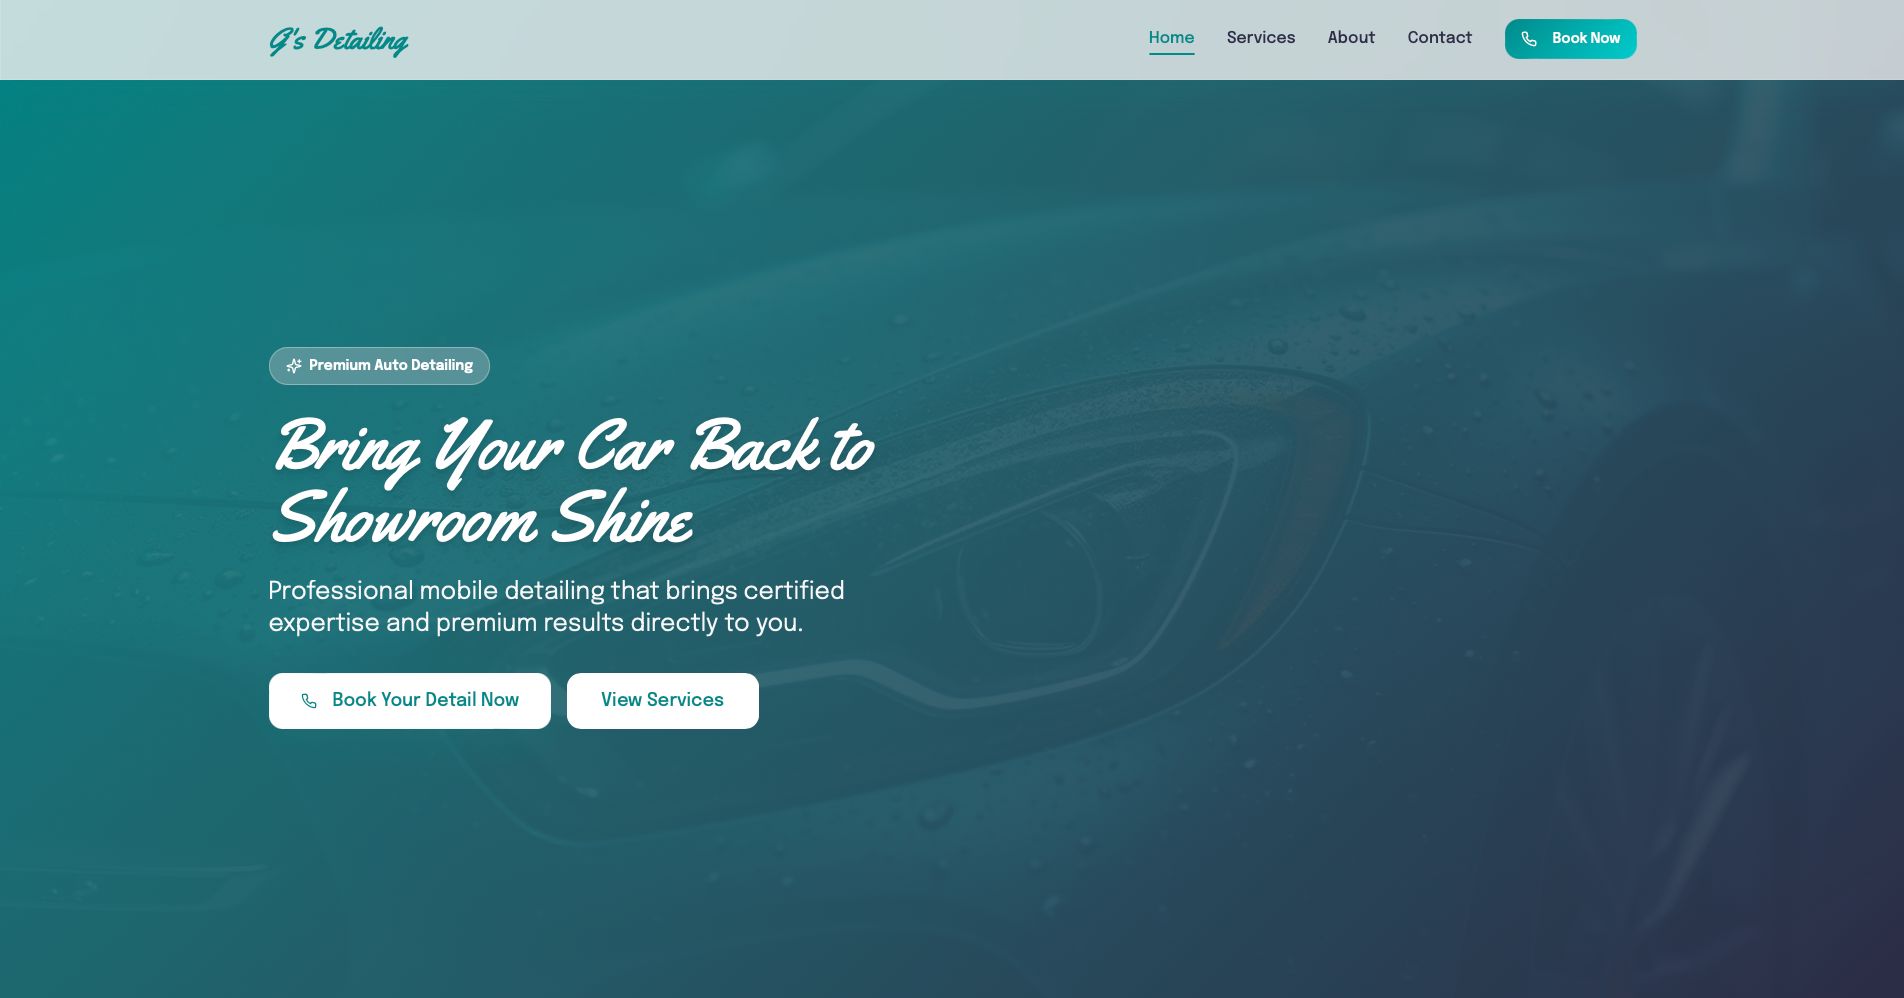 G's Detailing
Home
Services
About
Contact
Book Now
Premium Auto Detailing
Bring Your Car Back to
Showroom Shine
Professional mobile detailing that brings certified
expertise and premium results directly to you.
Book Your Detail Now
View Services